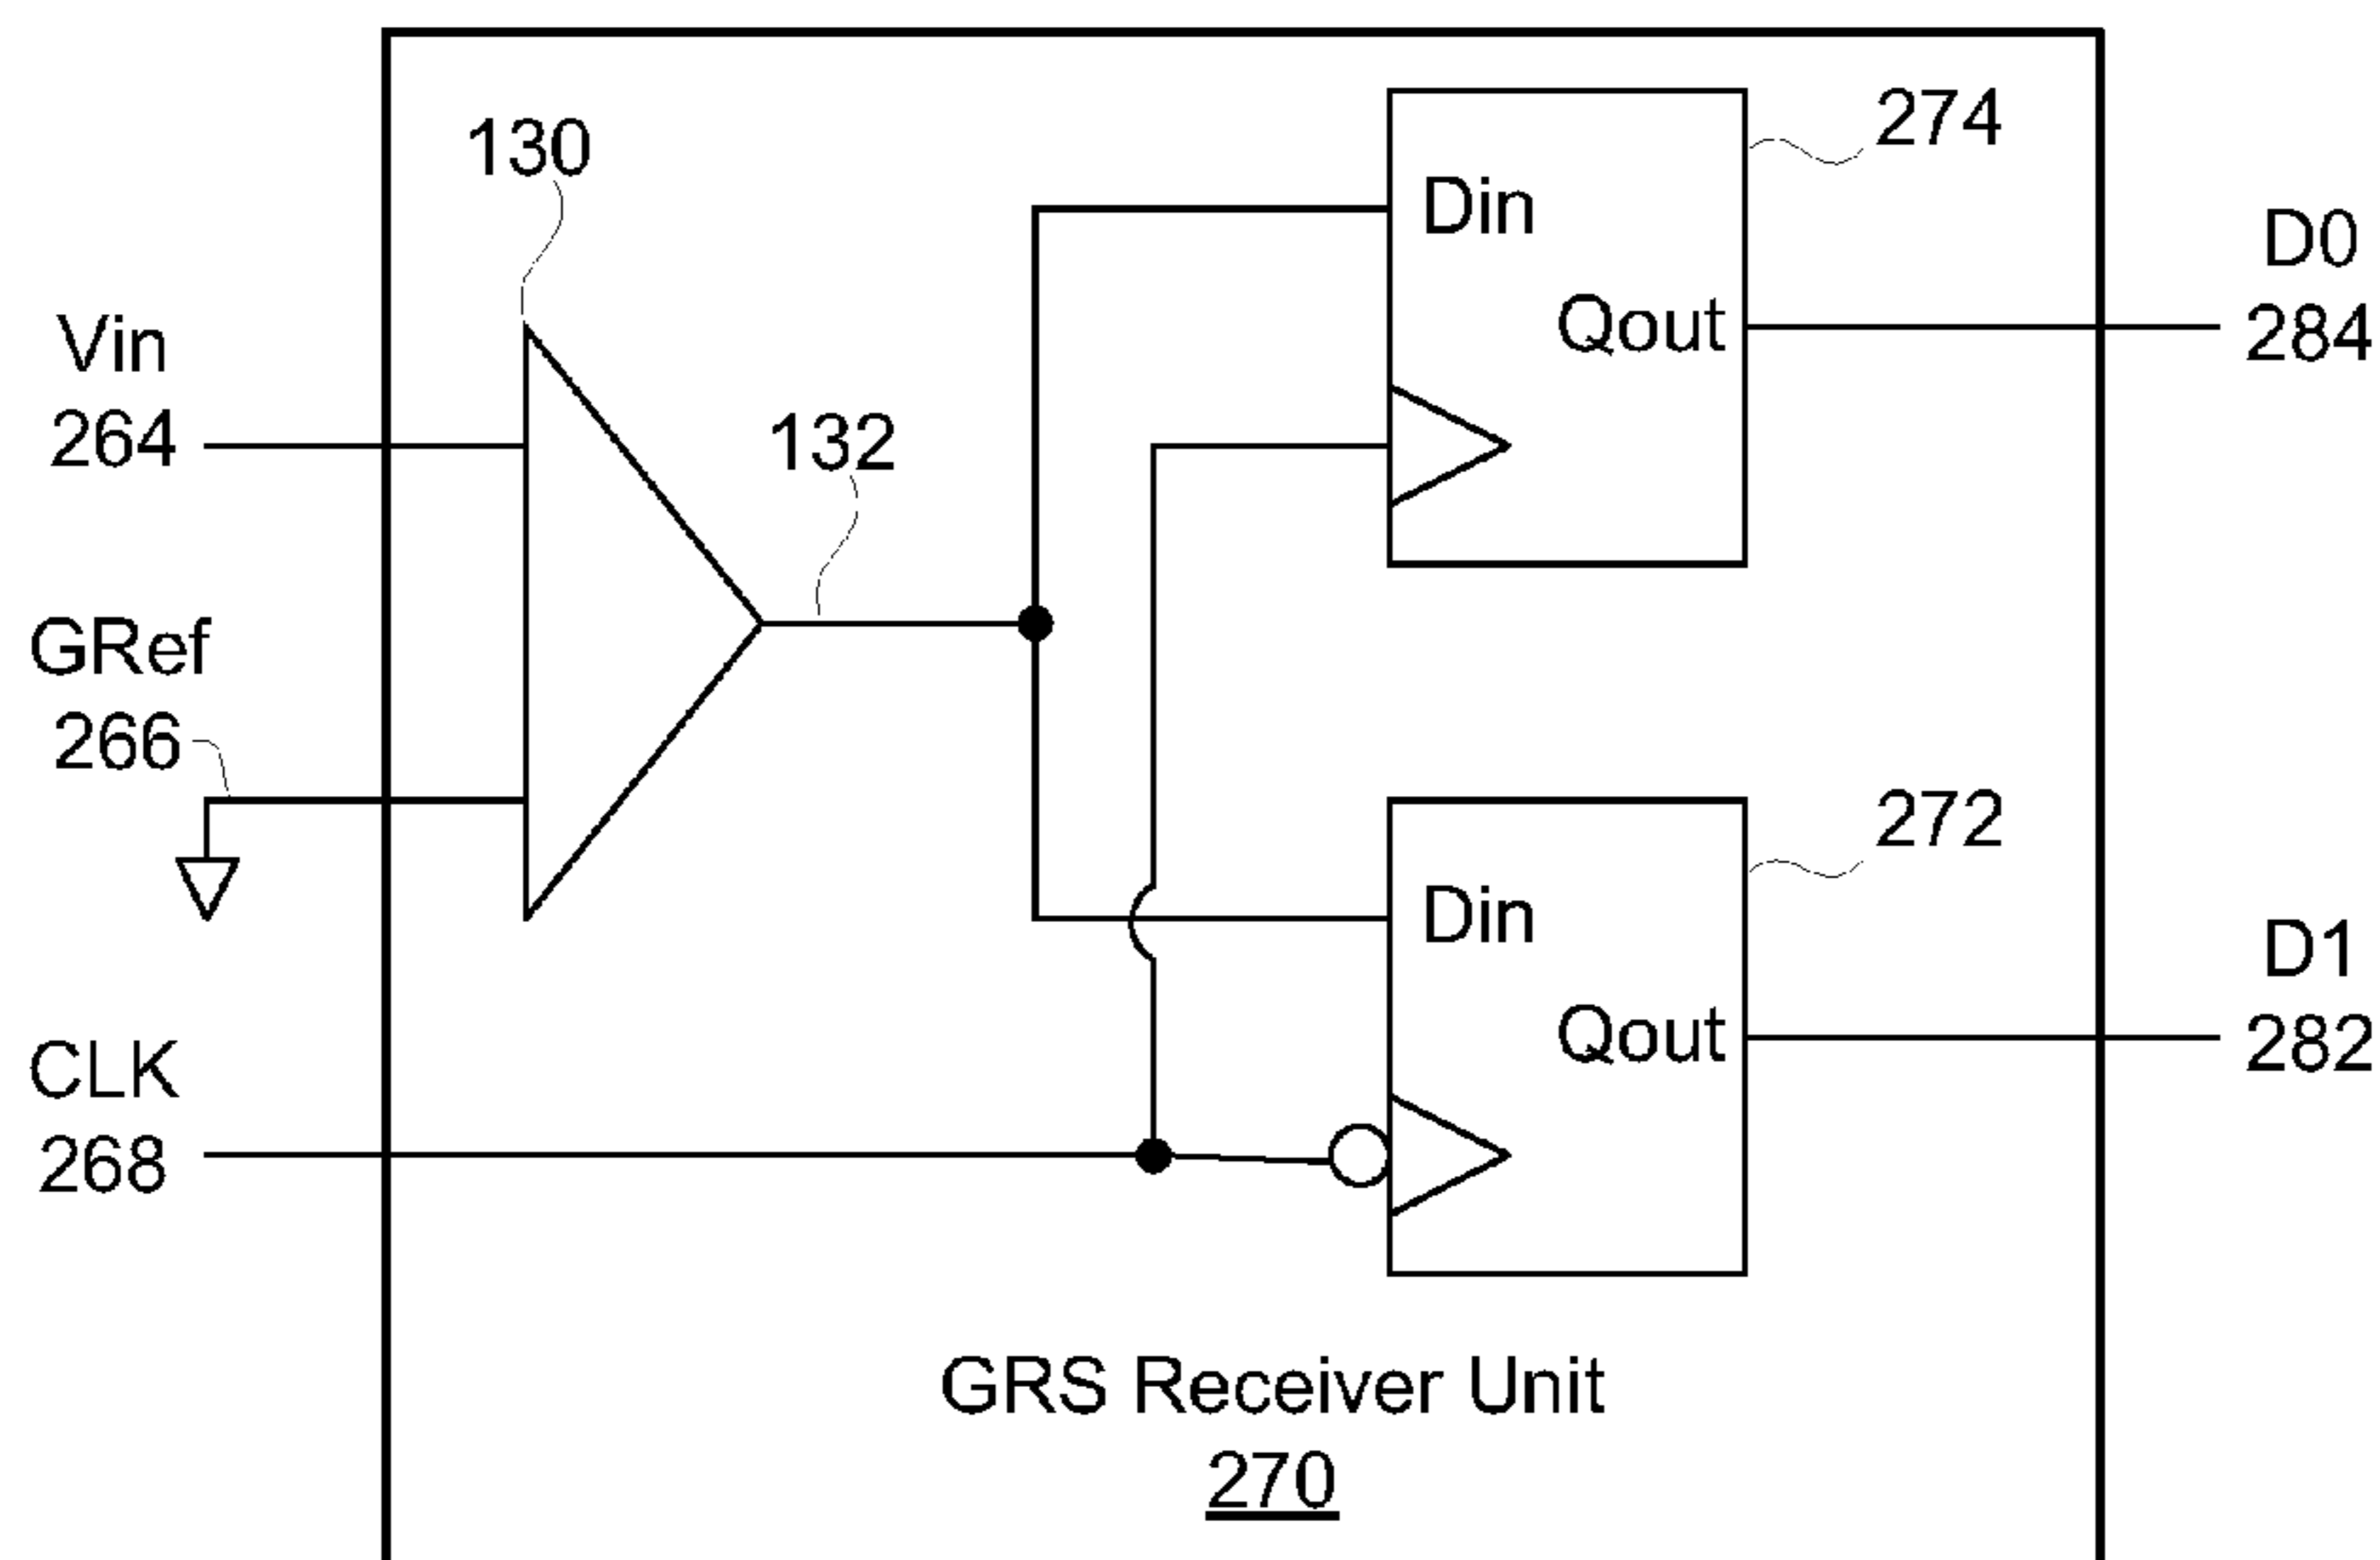 130
274
Din
Qout
D0
284
Vin
264
132
GRef
266
272
Din
Qout
D1
282
CLK
268
GRS Receiver Unit
270